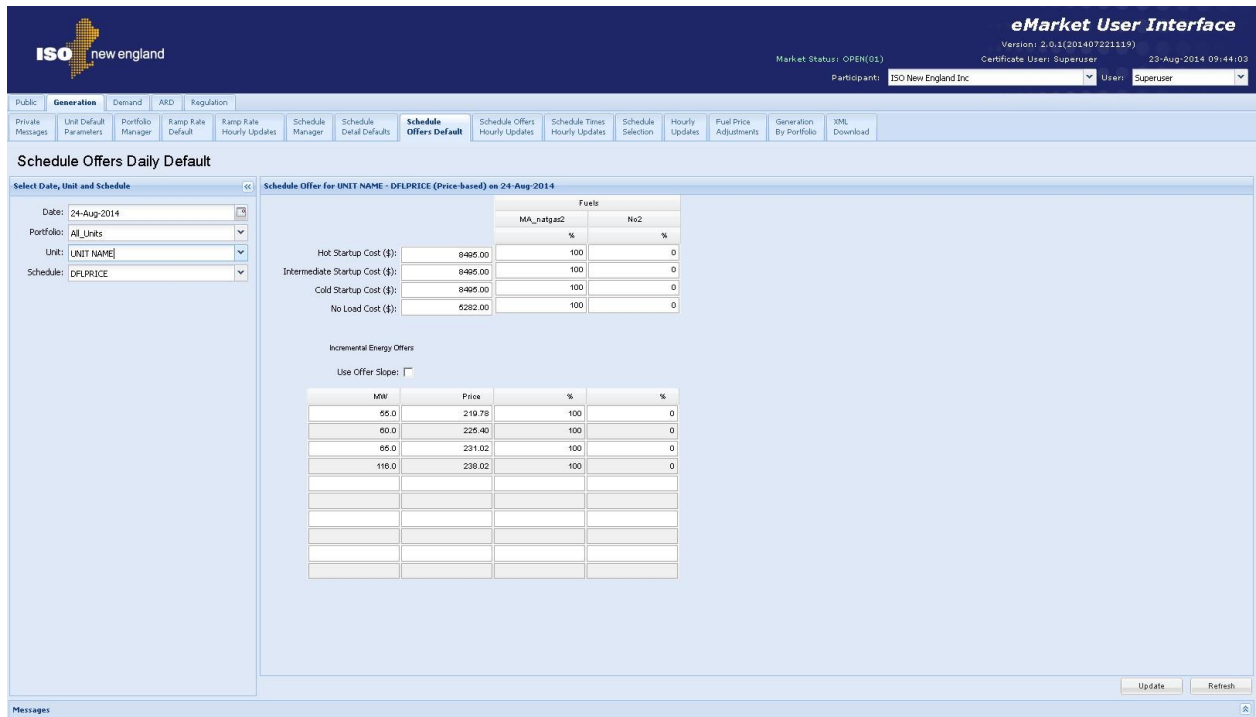 eMarket User Interface
ISO new england
Version: 2.0.1(201407221119)
Market Status: OPEN(01) Certificate User: Superuser 23-Aug-2014 09:44:03
Participant: ISO New England Inc User: Superuser
Public Generation Demand ARD Regulation
Private Messages Unit Default Parameters Portfolio Manager Ramp Rate Default Ramp Rate Hourly Updates Schedule Manager Schedule Detail Defaults Schedule Offers Default Schedule Offers Hourly Updates Schedule Times Hourly Updates Schedule Selection Hourly Updates Fuel Price Adjustments Generation By Portfolio XML Download
Schedule Offers Daily Default
Select Date, Unit and Schedule
Date: 24-Aug-2014
Portfolio: All_Units
Unit: UNIT NAME
Schedule: DFLPRICE
Schedule Offer for UNIT NAME - DFLPRICE (Price-based) on 24-Aug-2014
Fuels
MA_natgas2 No2
% %
Hot Startup Cost ($): 8495.00 100 0
Intermediate Startup Cost ($): 8495.00 100 0
Cold Startup Cost ($): 8495.00 100 0
No Load Cost ($): 5282.00 100 0
Incremental Energy Offers
Use Offer Slope:
MW Price % %
55.0 219.78 100 0
60.0 225.40 100 0
65.0 231.02 100 0
116.0 238.02 100 0
Update Refresh
Messages